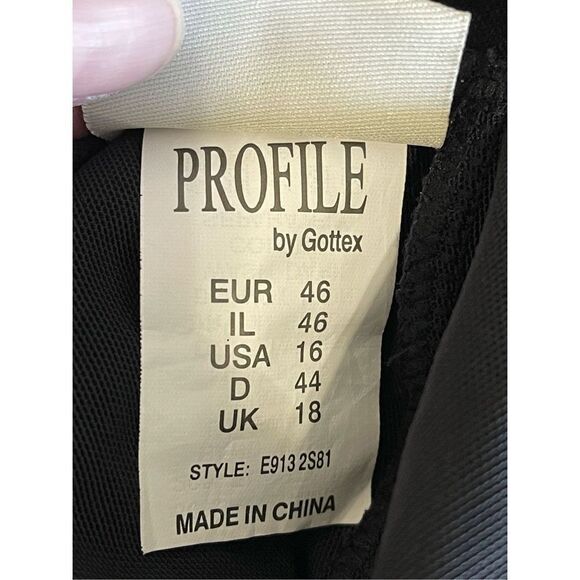 PROFILE
by Gottex
EUR 46
IL 46
USA 16
D 44
UK 18
STYLE: E913 2S81
MADE IN CHINA